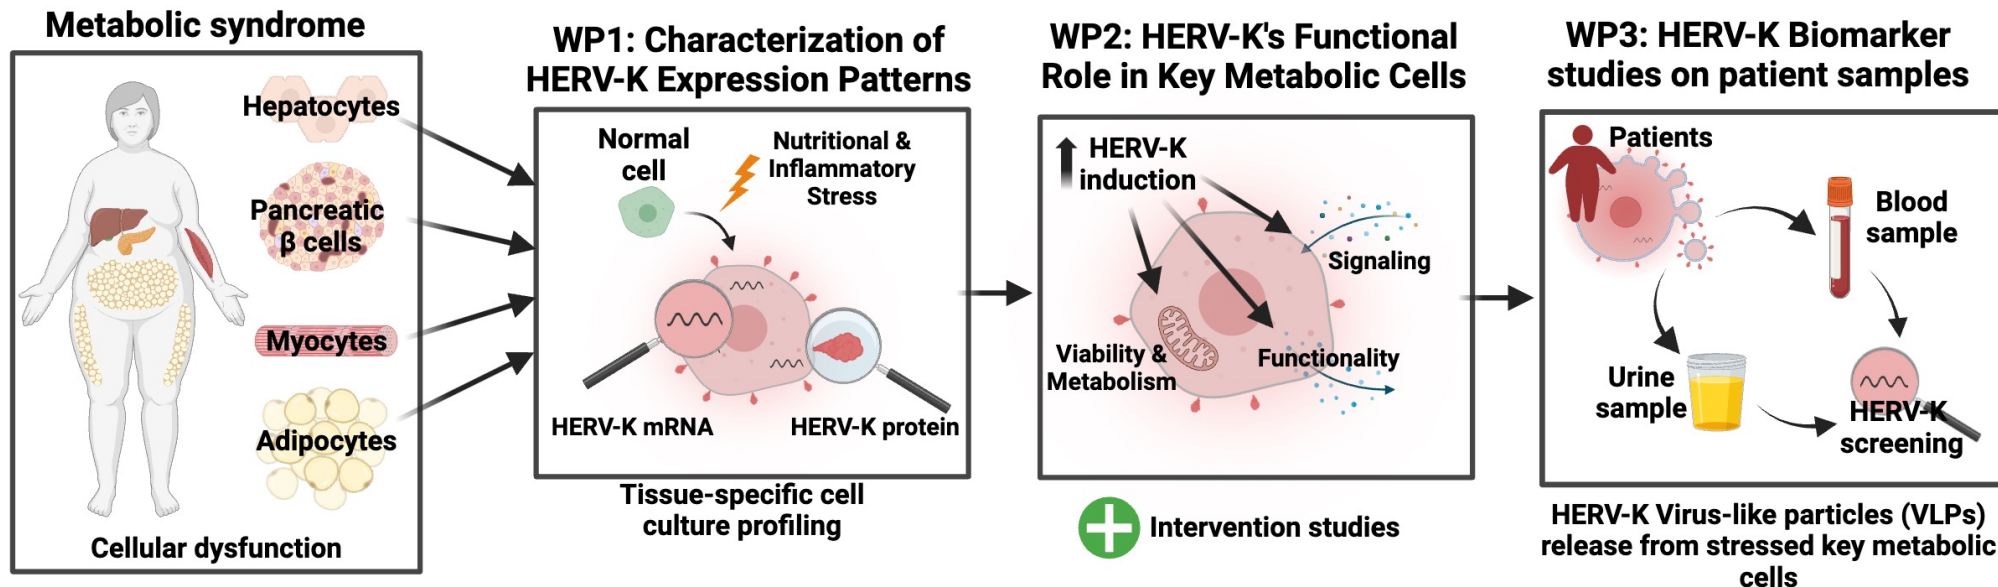 Metabolic syndrome
Hepatocytes
Pancreatic
β cells
Myocytes
Adipocytes
Cellular dysfunction
WP1: Characterization of
HERV-K Expression Patterns
Normal
cell
Nutritional &
Inflammatory
Stress
HERV-K mRNA
HERV-K protein
Tissue-specific cell
culture profiling
WP2: HERV-K's Functional
Role in Key Metabolic Cells
HERV-K
induction
Signaling
Viability &
Metabolism
Functionality
Intervention studies
WP3: HERV-K Biomarker
studies on patient samples
Patients
Blood
sample
Urine
sample
HERV-K
screening
HERV-K Virus-like particles (VLPs)
release from stressed key metabolic
cells